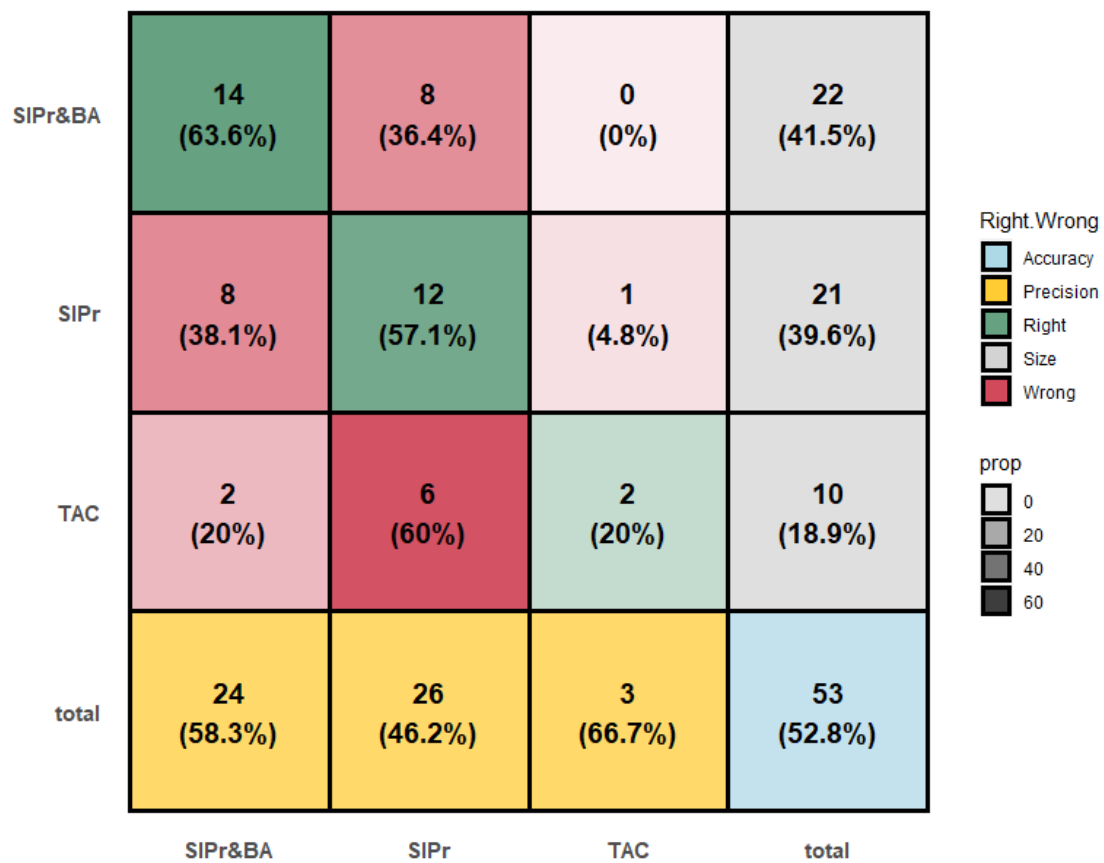 SIPr&BA
14
(63.6%)
8
(36.4%)
0
(0%)
22
(41.5%)
SIPr
8
(38.1%)
12
(57.1%)
1
(4.8%)
21
(39.6%)
TAC
2
(20%)
6
(60%)
2
(20%)
10
(18.9%)
total
24
(58.3%)
26
(46.2%)
3
(66.7%)
53
(52.8%)
SIPr&BA
SIPr
TAC
total
Right.Wrong
Accuracy
Precision
Right
Size
Wrong
prop
0
20
40
60